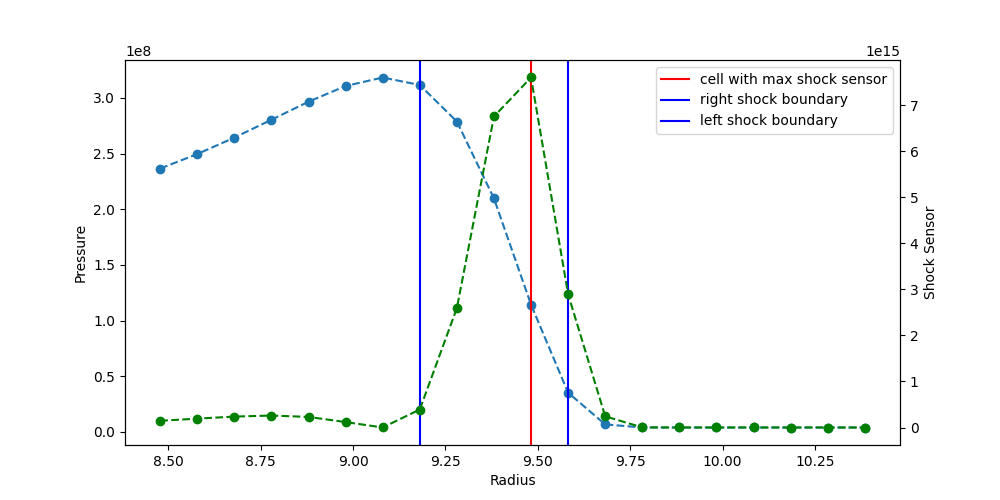 1e8
1e15
cell with max shock sensor
right shock boundary
left shock boundary
3.0
2.5
2.0
1.5
1.0
0.5
0.0
Pressure
7
6
5
4
3
2
1
0
Shock Sensor
8.50 8.75 9.00 9.25 9.50 9.75 10.00 10.25
Radius